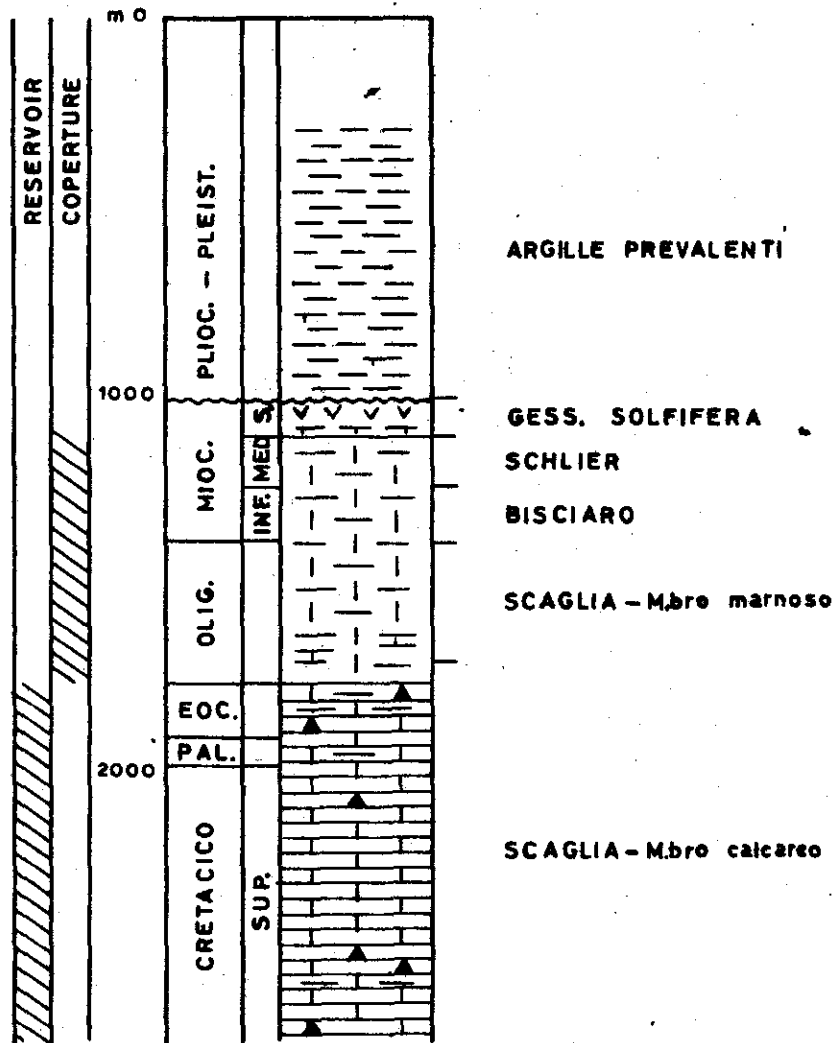 m 0
RESERVOIR
COPERTURE
PLIOC. - PLEIST.
ARGILLE PREVALENTI
1000
S.
GESS. SOLFIFERA
MIOC.
MED
SCHLIER
INF.
BISCIARO
OLIG.
SCAGLIA - M.bro marnoso
EOC.
PAL.
2000
CRETACICO
SUP.
SCAGLIA - M.bro calcareo